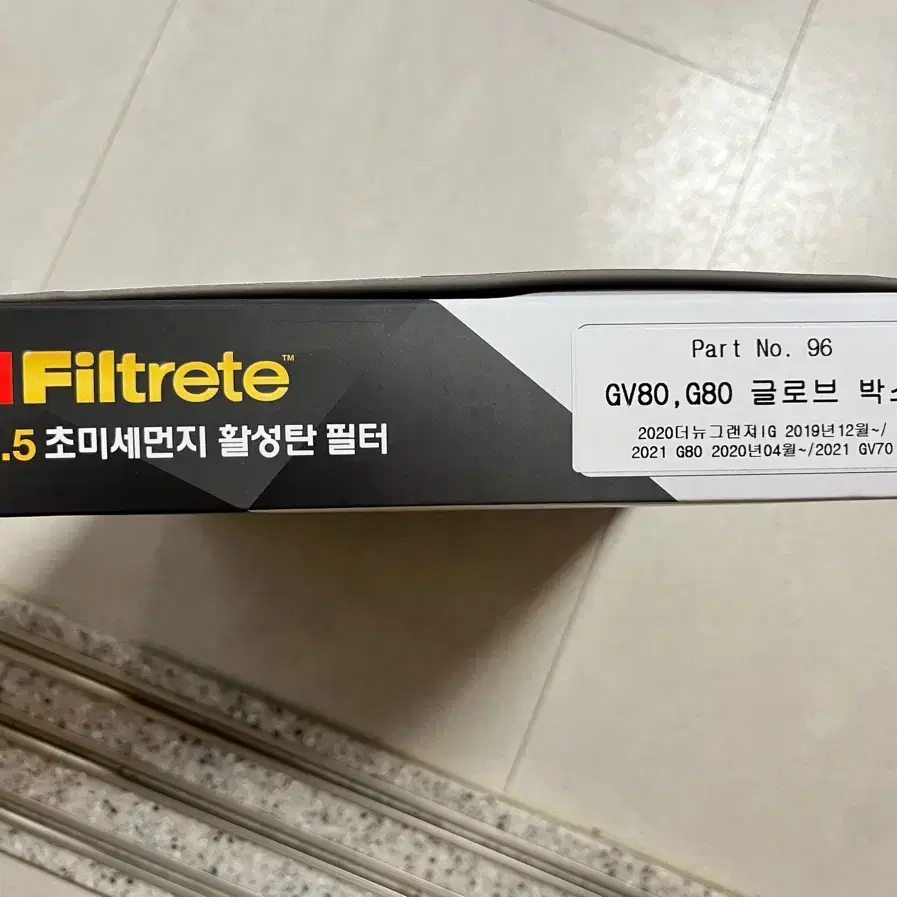 Filtrete™
.5 초미세먼지 활성탄 필터
Part No. 96
GV80,G80 글로브 박스
2020더뉴그랜져IG 2019년12월~/
2021 G80 2020년04월~/2021 GV70